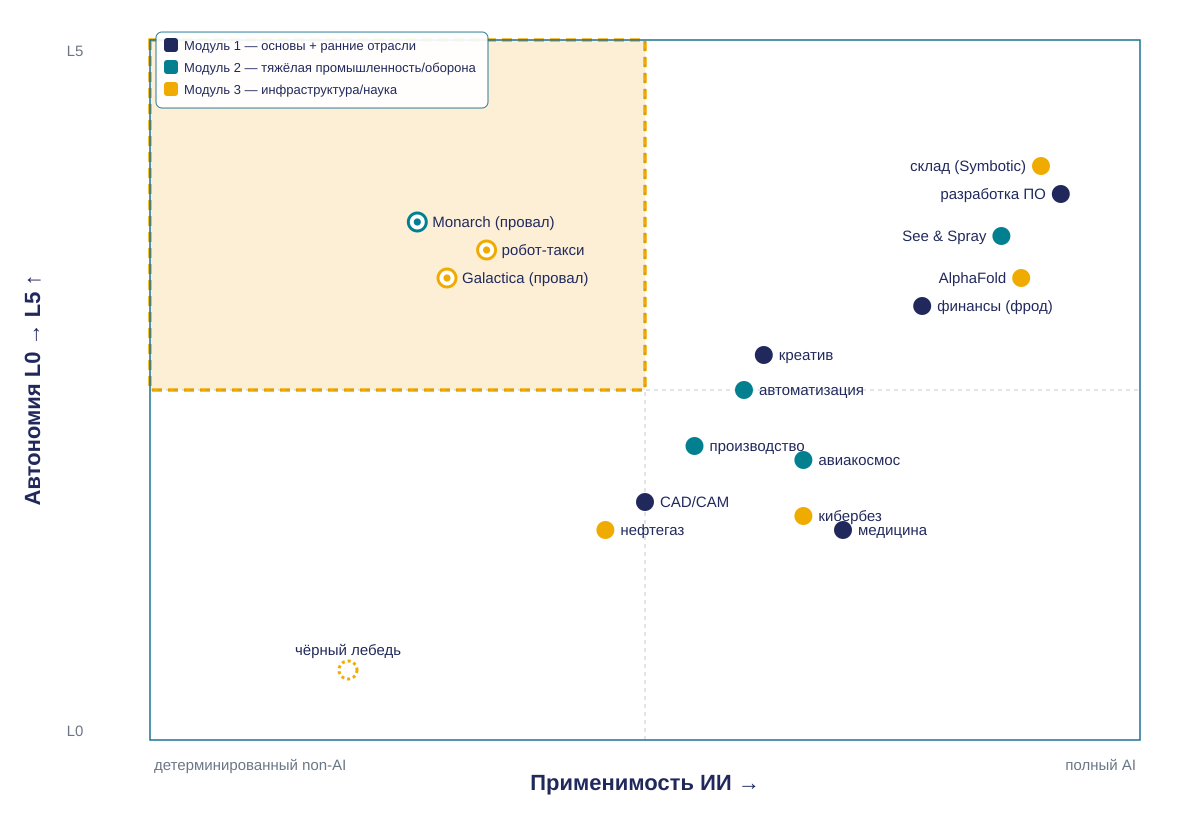 L5
Модуль 1 — основы + ранние отрасли
Модуль 2 — тяжёлая промышленность/оборона
Модуль 3 — инфраструктура/наука
склад (Symbotic)
разработка ПО
Monarch (провал)
See & Spray
робот-такси
Galactica (провал)
AlphaFold
финансы (фрод)
креатив
автоматизация
производство
авиакосмос
CAD/CAM
кибербез
нефтегаз
медицина
чёрный лебедь
L0
Автономия L0 → L5 ↑
детерминированный non-AI
полный AI
Применимость ИИ →